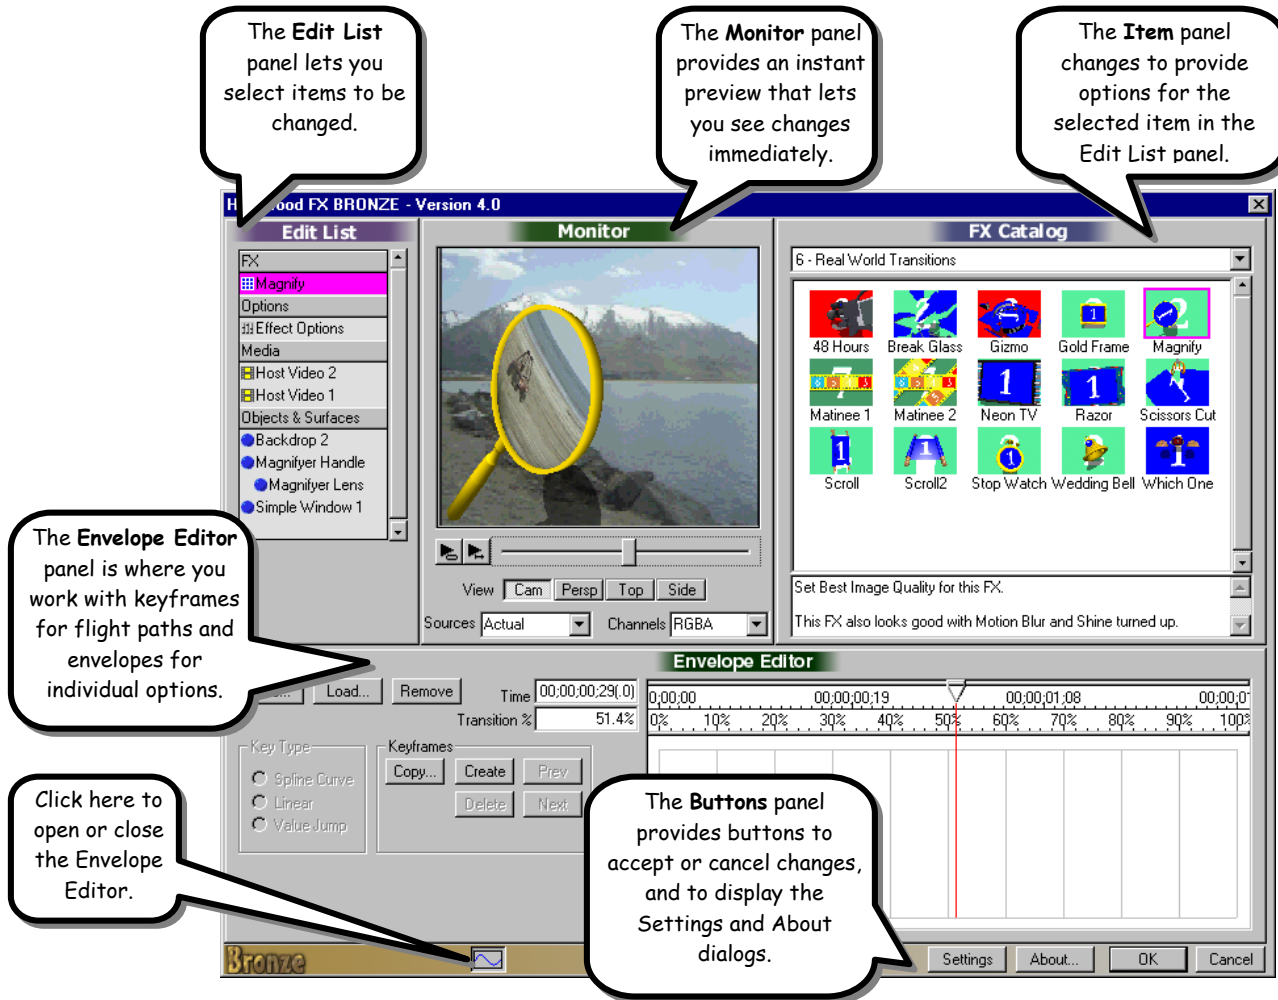 The Edit List
panel lets you
select items to be
changed.
The Monitor panel
provides an instant
preview that lets
you see changes
immediately.
The Item panel
changes to provide
options for the
selected item in the
Edit List panel.
ood FX BRONZE - Version 4.0
Edit List
Monitor
FX Catalog
FX
Magnify
Options
Effect Options
Media
Host Video 2
Host Video 1
Objects & Surfaces
Backdrop 2
Magnifyer Handle
Magnifyer Lens
Simple Window 1
View Cam Persp Top Side
Sources Actual Channels RGBA
6 - Real World Transitions
48 Hours Break Glass Gizmo Gold Frame Magnify
Matinee 1 Matinee 2 Neon TV Razor Scissors Cut
Scroll Scroll2 Stop Watch Wedding Bell Which One
Set Best Image Quality for this FX.
This FX also looks good with Motion Blur and Shine turned up.
The Envelope Editor
panel is where you
work with keyframes
for flight paths and
envelopes for
individual options.
Envelope Editor
Load... Remove Time 00;00;00;29(.0)
Transition % 51.4%
0;00;00 00;00;00;19 00;00;01;08 00;00;0
0% 10% 20% 30% 40% 50% 60% 70% 80% 90% 100%
Key Type
Spline Curve
Linear
Value Jump
Keyframes
Copy... Create Prev
Delete Next
Click here to
open or close
the Envelope
Editor.
The Buttons panel
provides buttons to
accept or cancel changes,
and to display the
Settings and About
dialogs.
Bronze
Settings About... OK Cancel